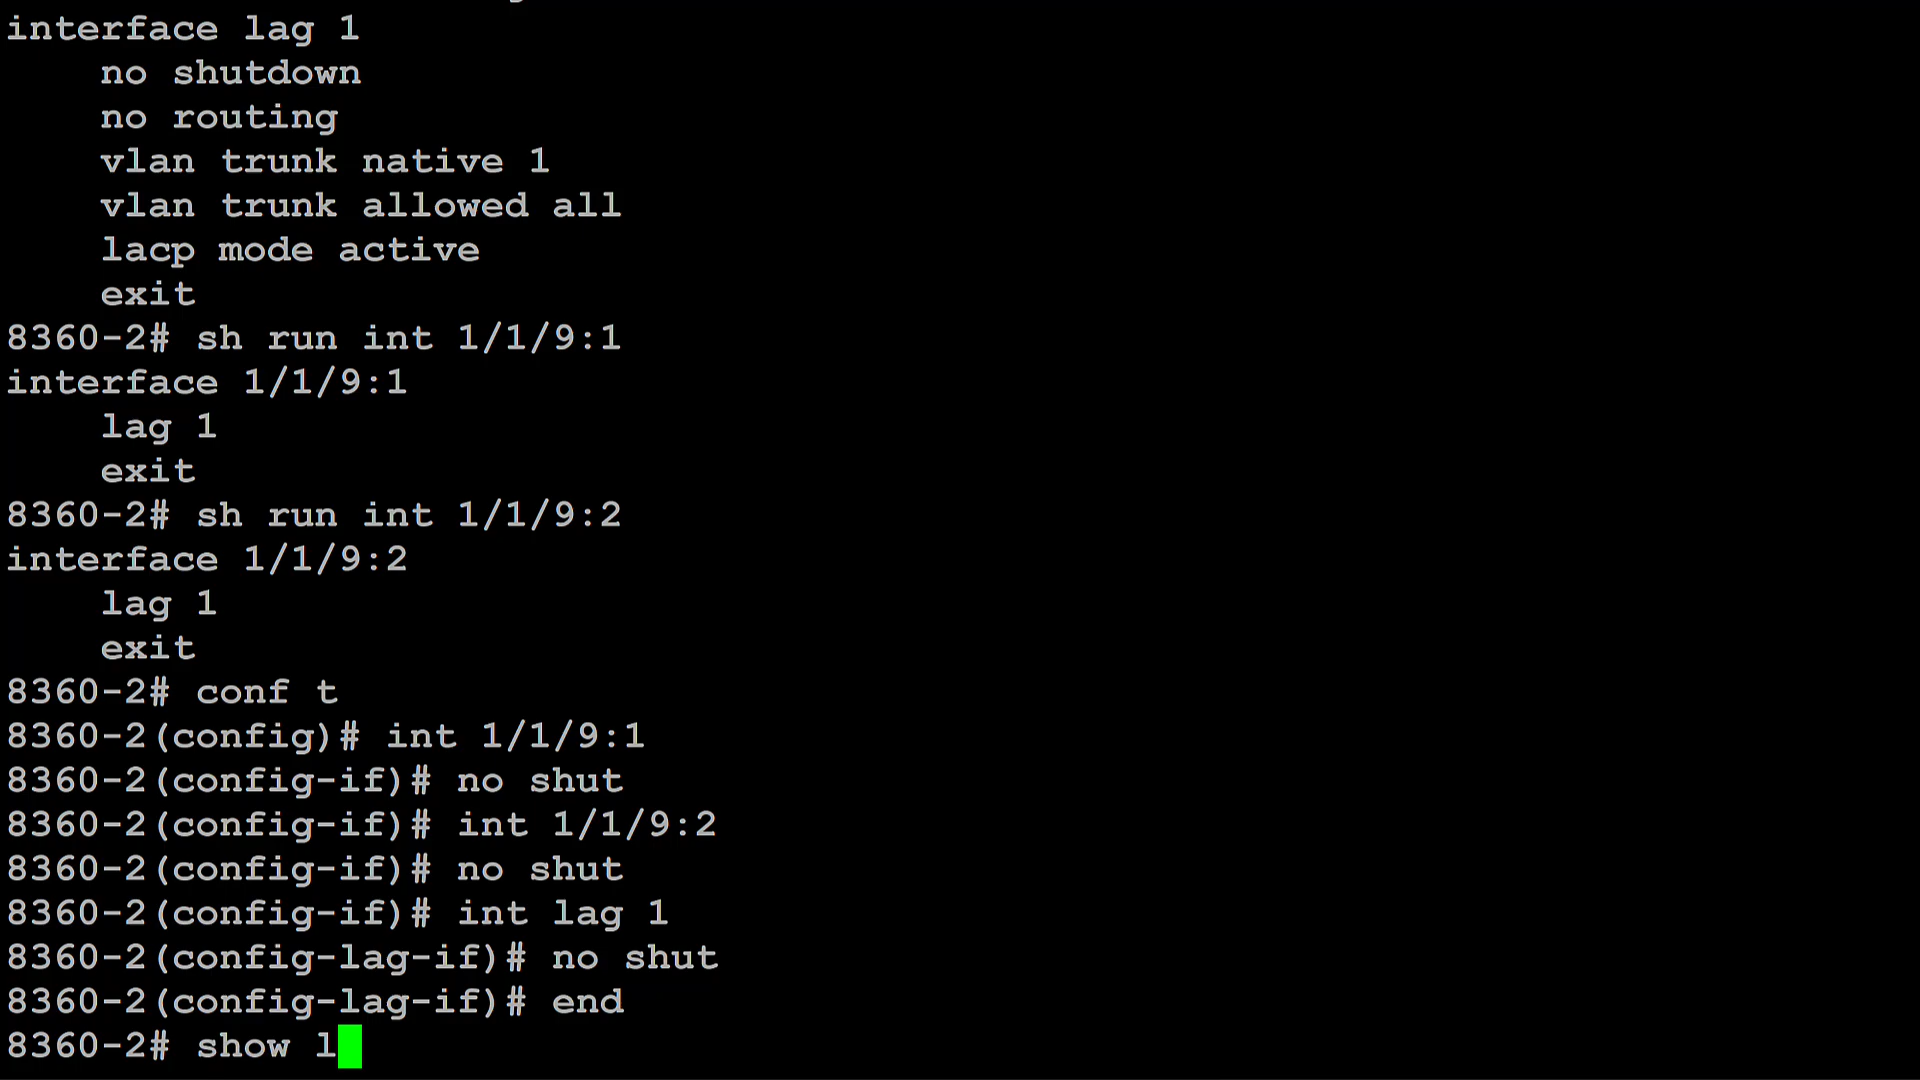 interface lag 1
no shutdown
no routing
vlan trunk native 1
vlan trunk allowed all
lacp mode active
exit
8360-2# sh run int 1/1/9:1
interface 1/1/9:1
lag 1
exit
8360-2# sh run int 1/1/9:2
interface 1/1/9:2
lag 1
exit
8360-2# conf t
8360-2(config)# int 1/1/9:1
8360-2(config-if)# no shut
8360-2(config-if)# int 1/1/9:2
8360-2(config-if)# no shut
8360-2(config-if)# int lag 1
8360-2(config-lag-if)# no shut
8360-2(config-lag-if)# end
8360-2# show l